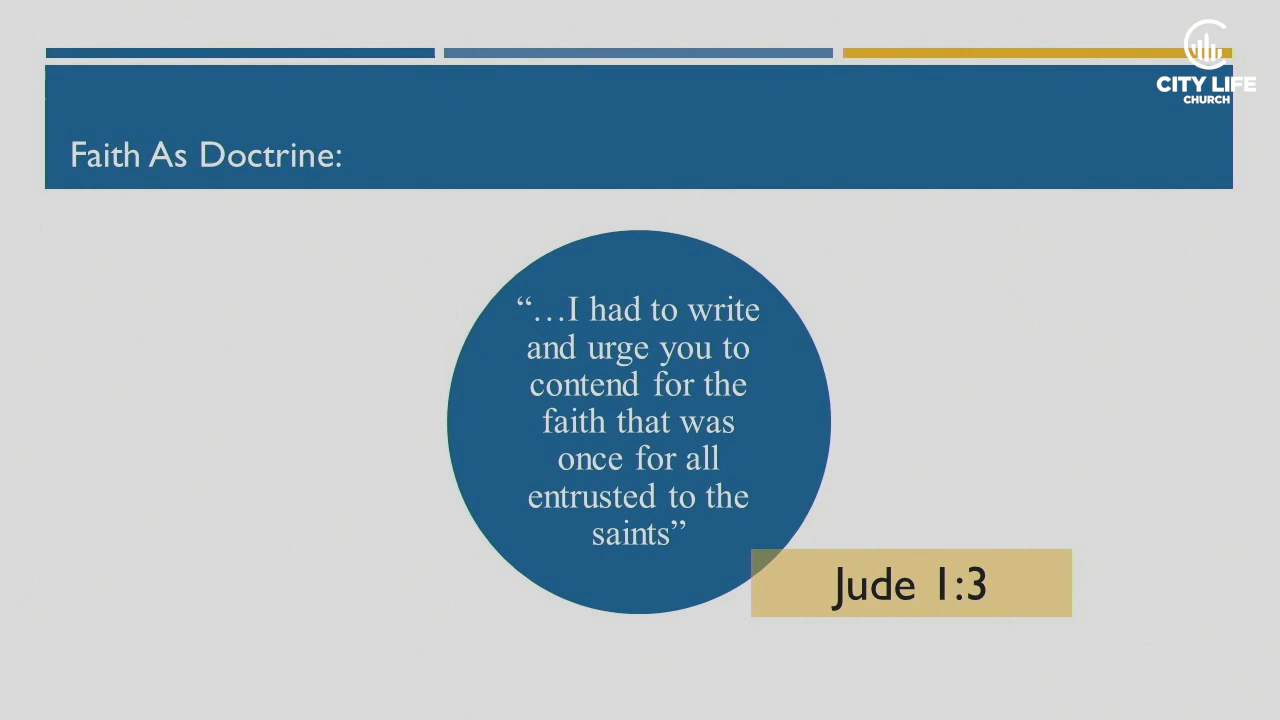 CITY LIFE
CHURCH
Faith As Doctrine:
“…I had to write
and urge you to
contend for the
faith that was
once for all
entrusted to the
saints”
Jude 1:3